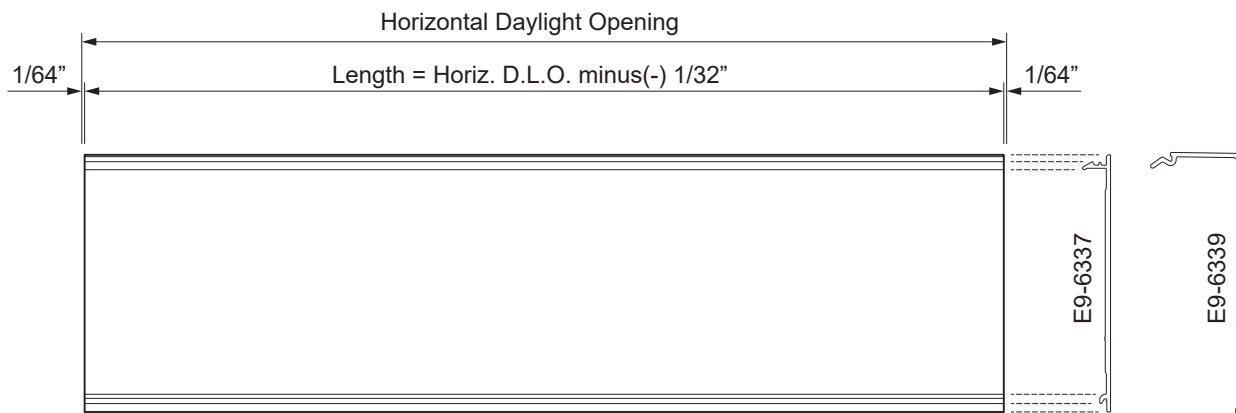 Horizontal Daylight Opening
1/64”
Length = Horiz. D.L.O. minus(-) 1/32”
1/64”
E9-6337
E9-6339